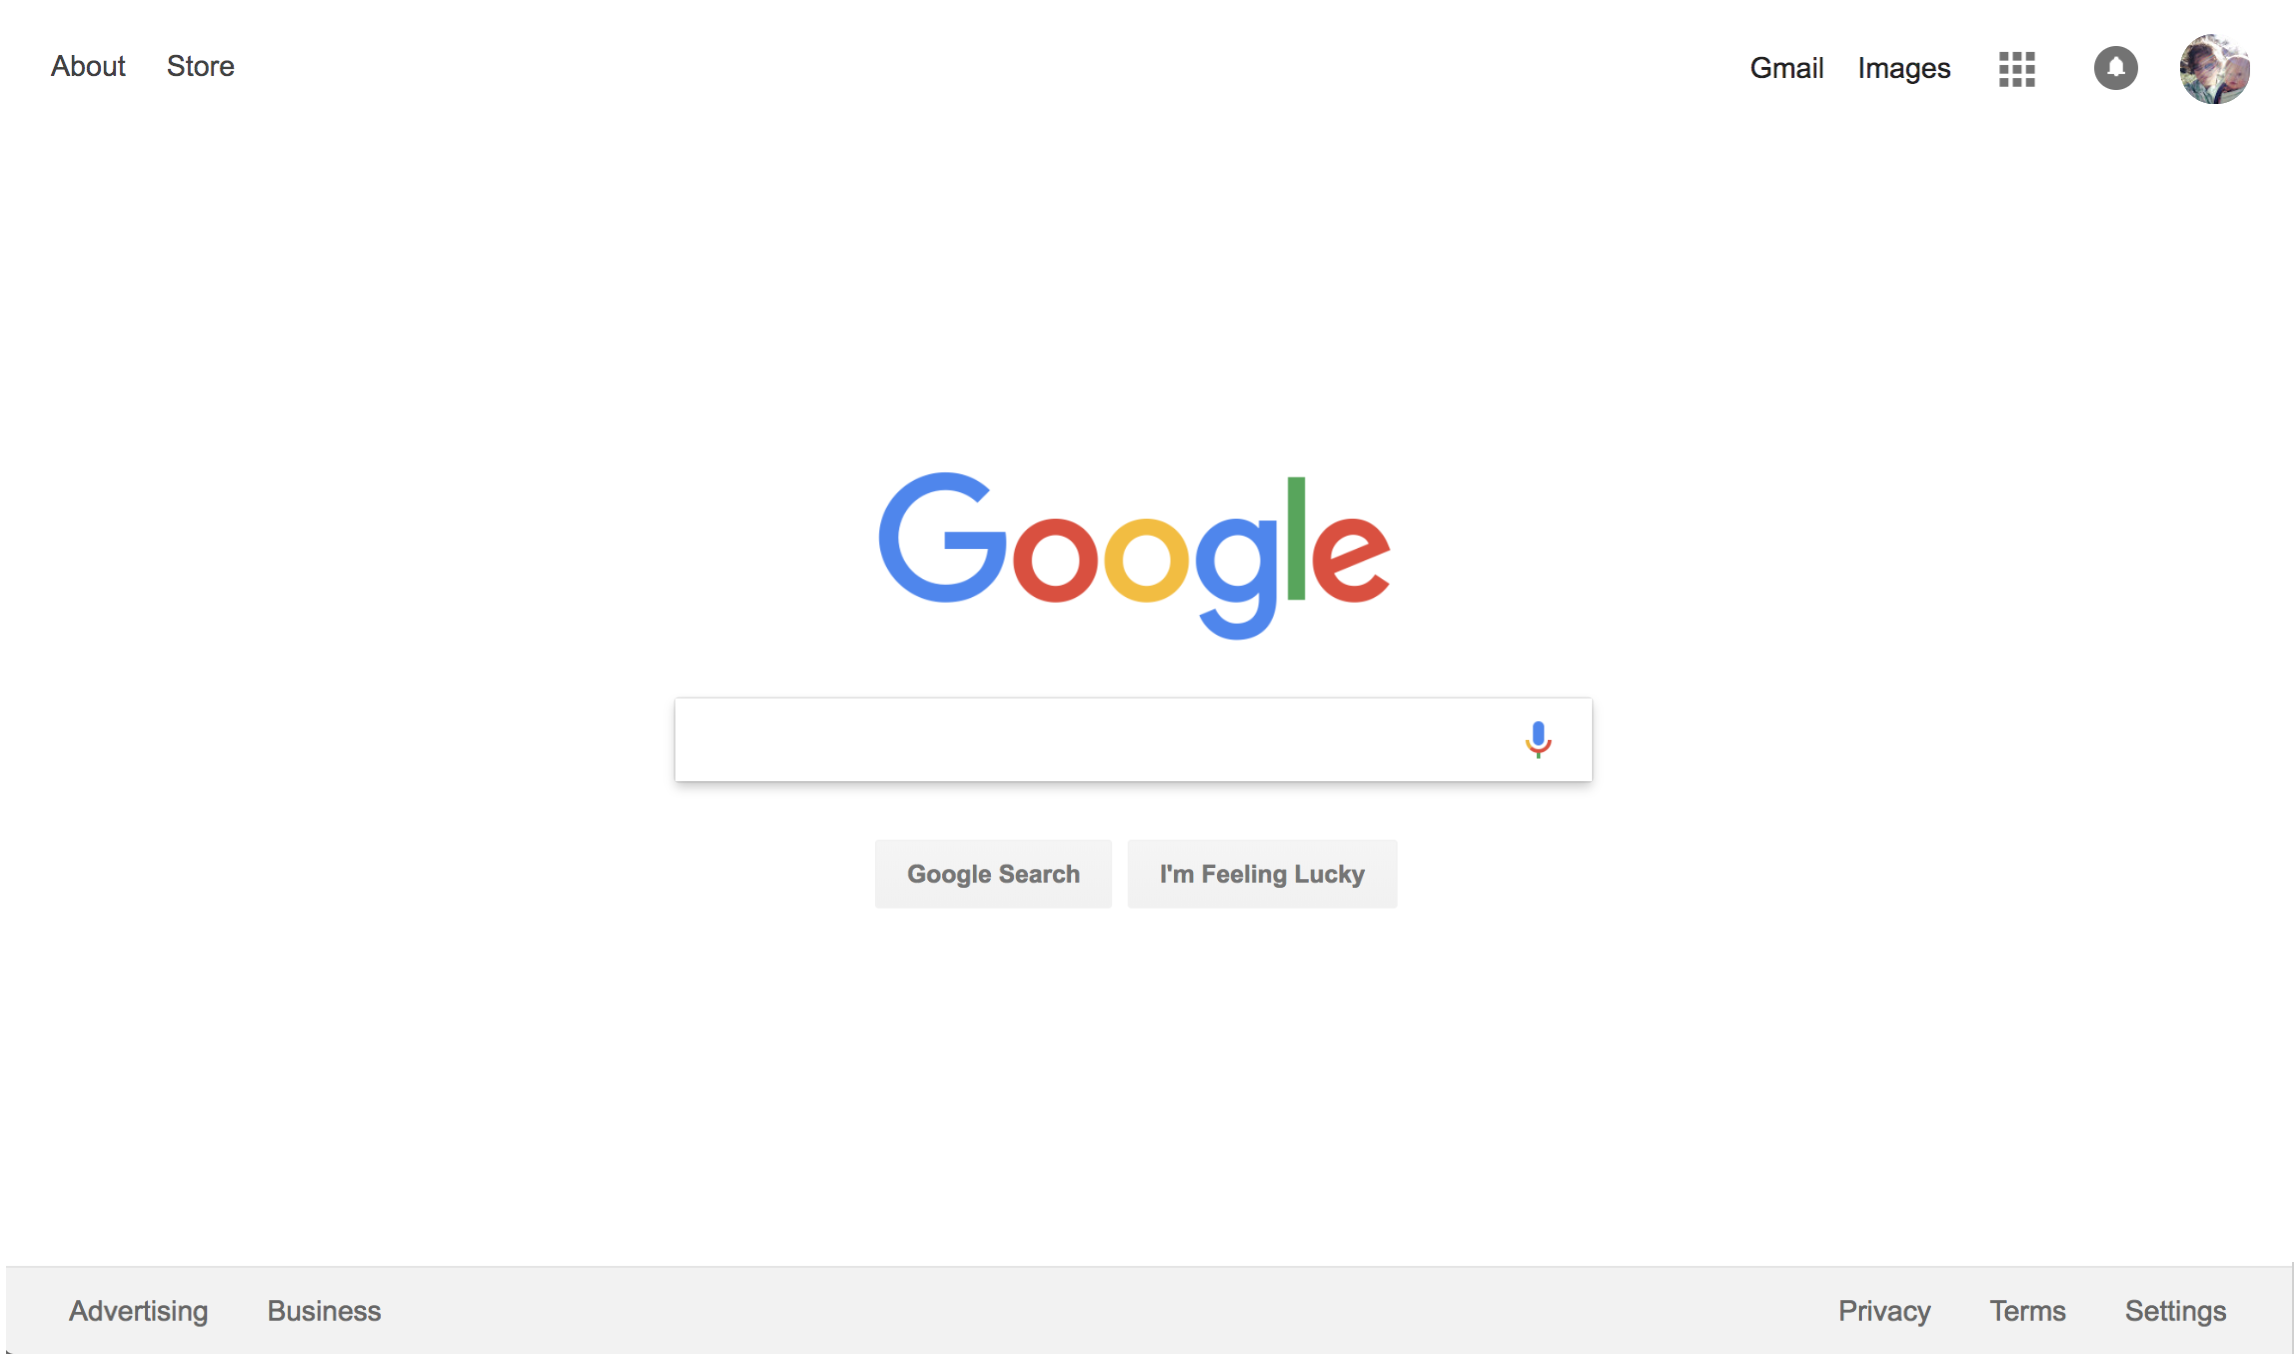 About Store Gmail Images
Google
Google Search I'm Feeling Lucky
Advertising Business Privacy Terms Settings